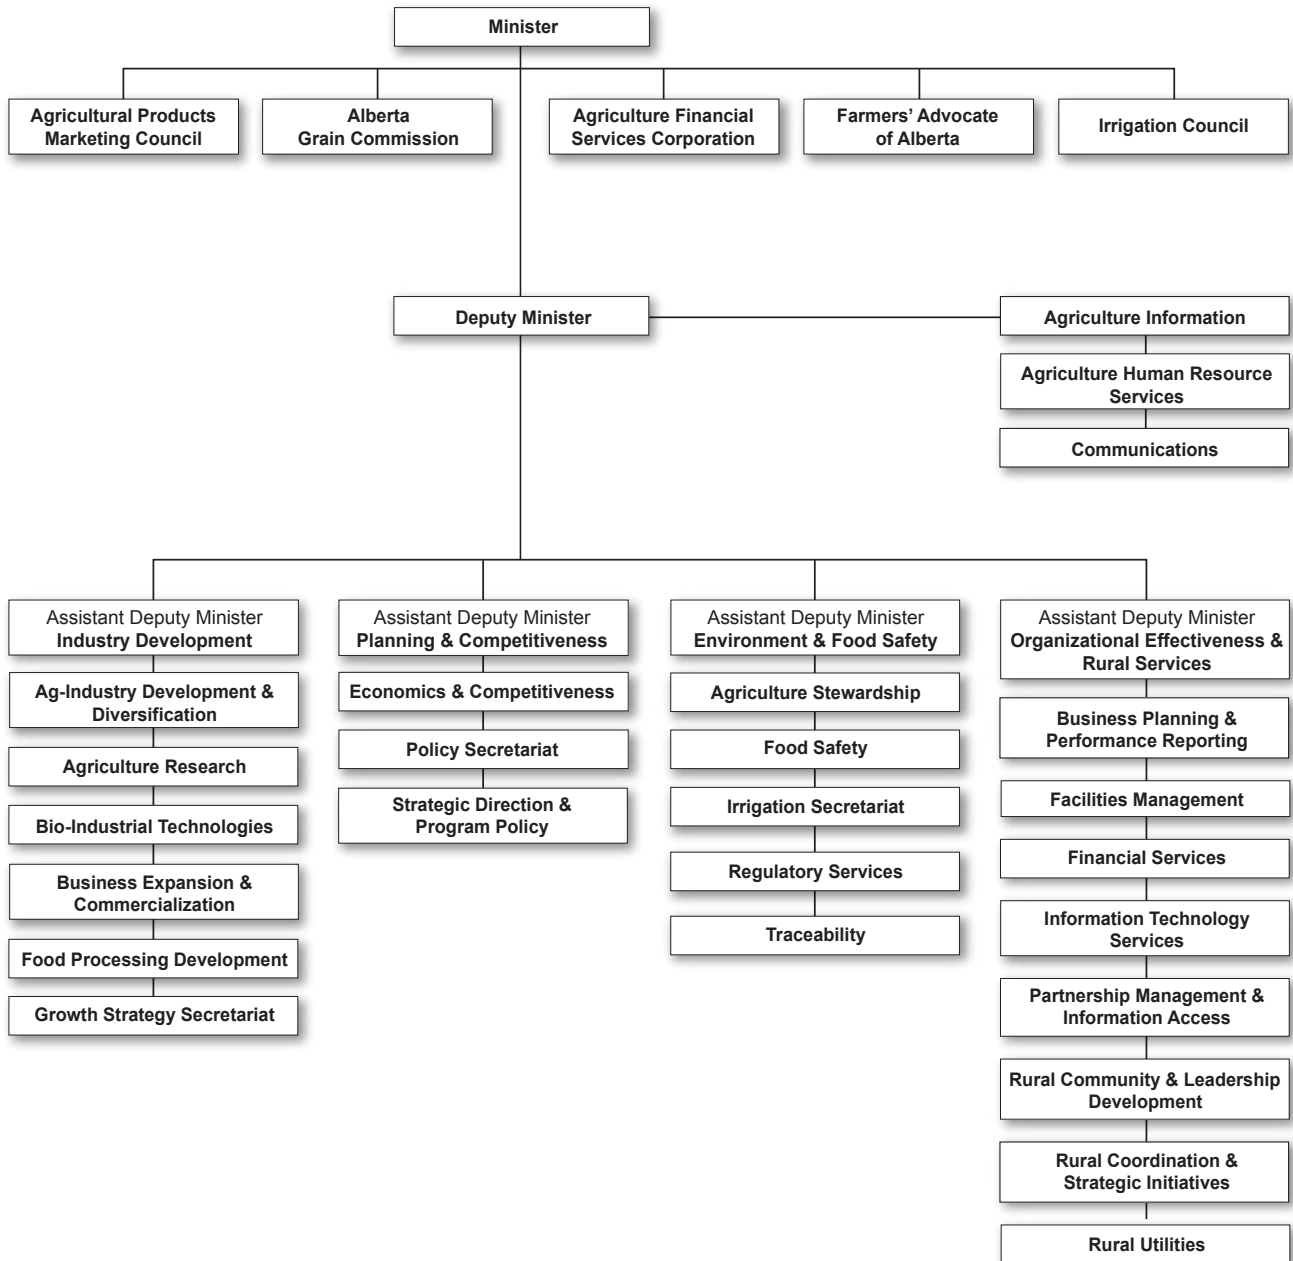 Minister
Agricultural Products
Marketing Council
Alberta
Grain Commission
Agriculture Financial
Services Corporation
Farmers’ Advocate
of Alberta
Irrigation Council
Deputy Minister
Agriculture Information
Agriculture Human Resource
Services
Communications
Assistant Deputy Minister
Industry Development
Ag-Industry Development &
Diversification
Agriculture Research
Bio-Industrial Technologies
Business Expansion &
Commercialization
Food Processing Development
Growth Strategy Secretariat
Assistant Deputy Minister
Planning & Competitiveness
Economics & Competitiveness
Policy Secretariat
Strategic Direction &
Program Policy
Assistant Deputy Minister
Environment & Food Safety
Agriculture Stewardship
Food Safety
Irrigation Secretariat
Regulatory Services
Traceability
Assistant Deputy Minister
Organizational Effectiveness &
Rural Services
Business Planning &
Performance Reporting
Facilities Management
Financial Services
Information Technology
Services
Partnership Management &
Information Access
Rural Community & Leadership
Development
Rural Coordination &
Strategic Initiatives
Rural Utilities